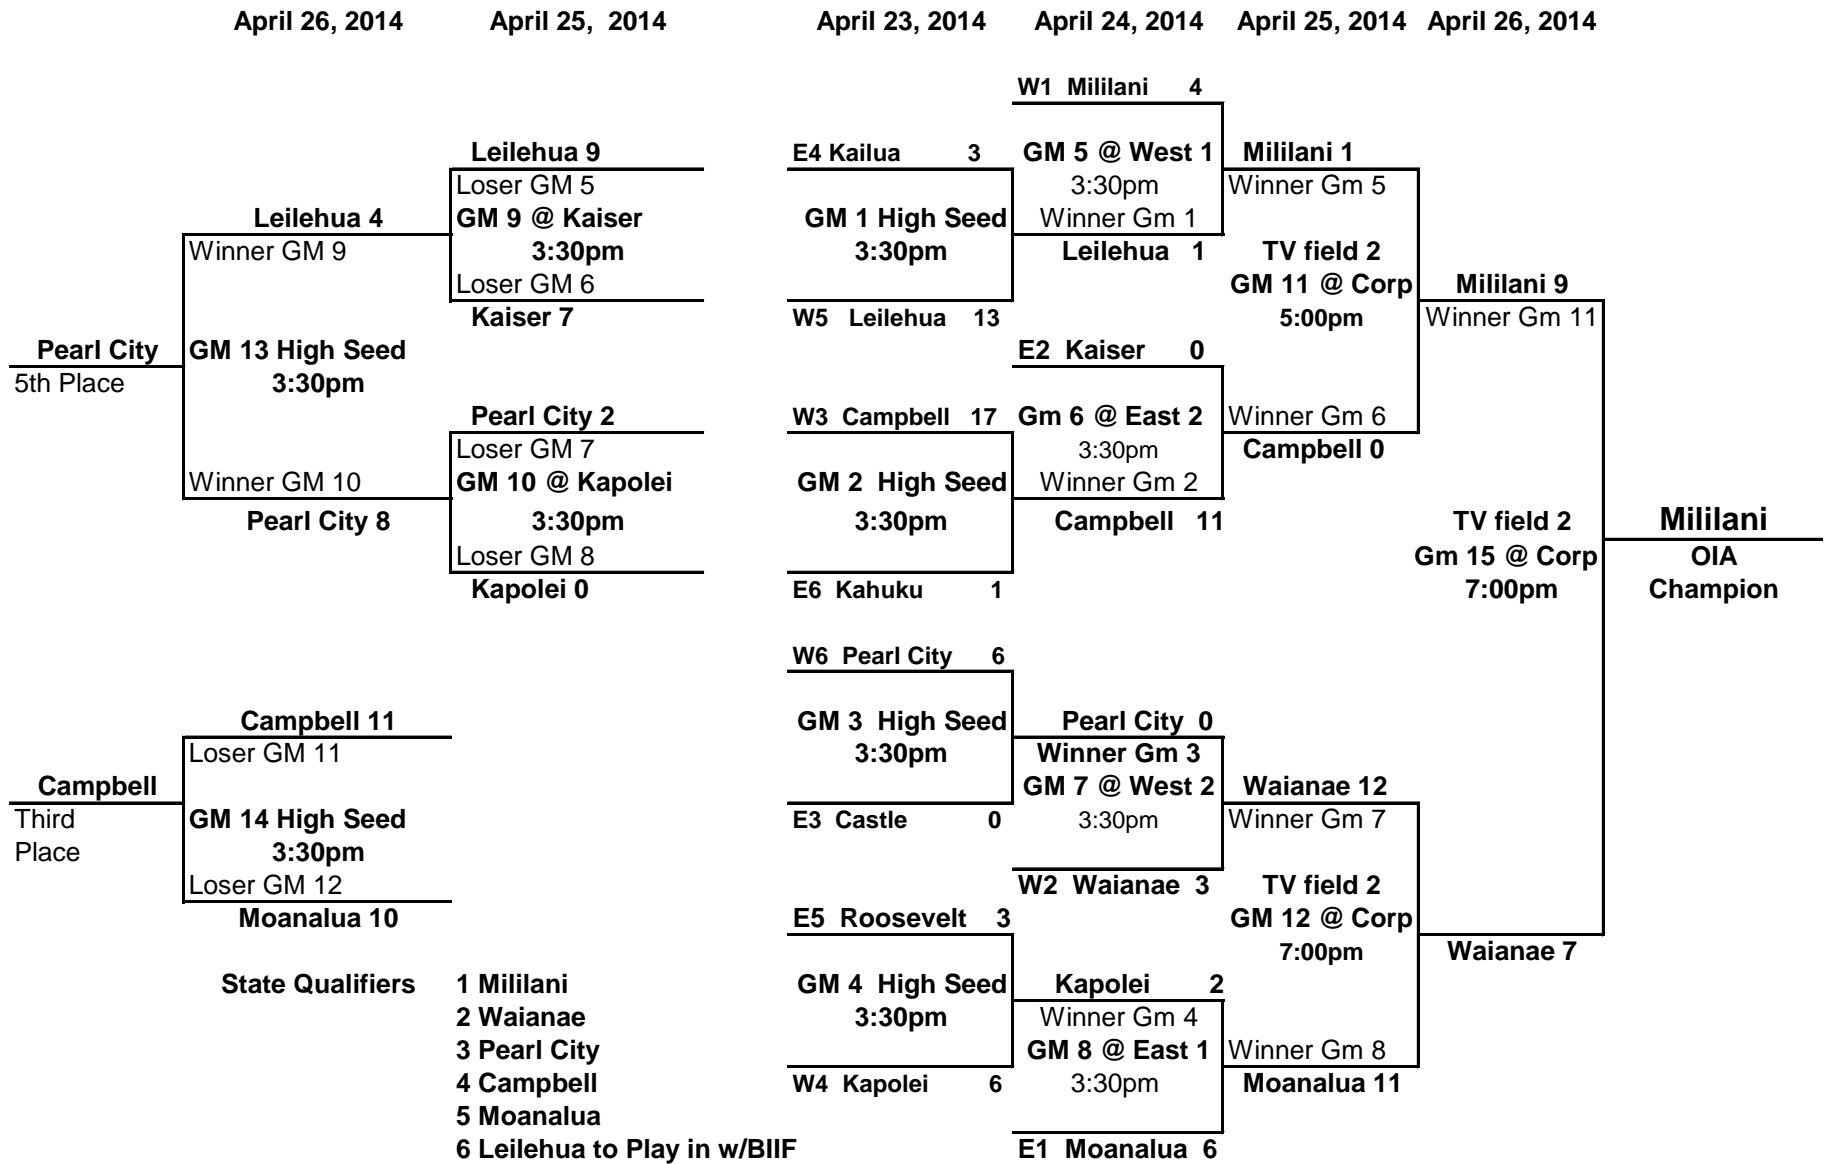 April 26, 2014 April 25, 2014 April 23, 2014 April 24, 2014 April 25, 2014 April 26, 2014
W1 Mililani 4
Leilehua 9 E4 Kailua 3 GM 5 @ West 1 Mililani 1
Loser GM 5 3:30pm Winner Gm 5
Leilehua 4 GM 9 @ Kaiser GM 1 High Seed Winner Gm 1
Winner GM 9 3:30pm 3:30pm Leilehua 1 TV field 2
Loser GM 6 GM 11 @ Corp Mililani 9
Kaiser 7 W5 Leilehua 13 5:00pm Winner Gm 11
Pearl City GM 13 High Seed E2 Kaiser 0
5th Place 3:30pm
Pearl City 2 W3 Campbell 17 Gm 6 @ East 2 Winner Gm 6
Loser GM 7 3:30pm Campbell 0
Winner GM 10 GM 10 @ Kapolei GM 2 High Seed Winner Gm 2
Pearl City 8 3:30pm 3:30pm Campbell 11 TV field 2 Mililani
Loser GM 8 Gm 15 @ Corp OIA
Kapolei 0 E6 Kahuku 1 7:00pm Champion
W6 Pearl City 6
Campbell 11 GM 3 High Seed Pearl City 0
Loser GM 11 3:30pm Winner Gm 3
Campbell GM 7 @ West 2 Waianae 12
Third GM 14 High Seed E3 Castle 0 3:30pm Winner Gm 7
Place 3:30pm
Loser GM 12 W2 Waianae 3 TV field 2
Moanalua 10 E5 Roosevelt 3 GM 12 @ Corp
7:00pm Waianae 7
State Qualifiers 1 Mililani GM 4 High Seed Kapolei 2
2 Waianae 3:30pm Winner Gm 4
3 Pearl City GM 8 @ East 1 Winner Gm 8
4 Campbell W4 Kapolei 6 3:30pm Moanalua 11
5 Moanalua
6 Leilehua to Play in w/BIIF E1 Moanalua 6